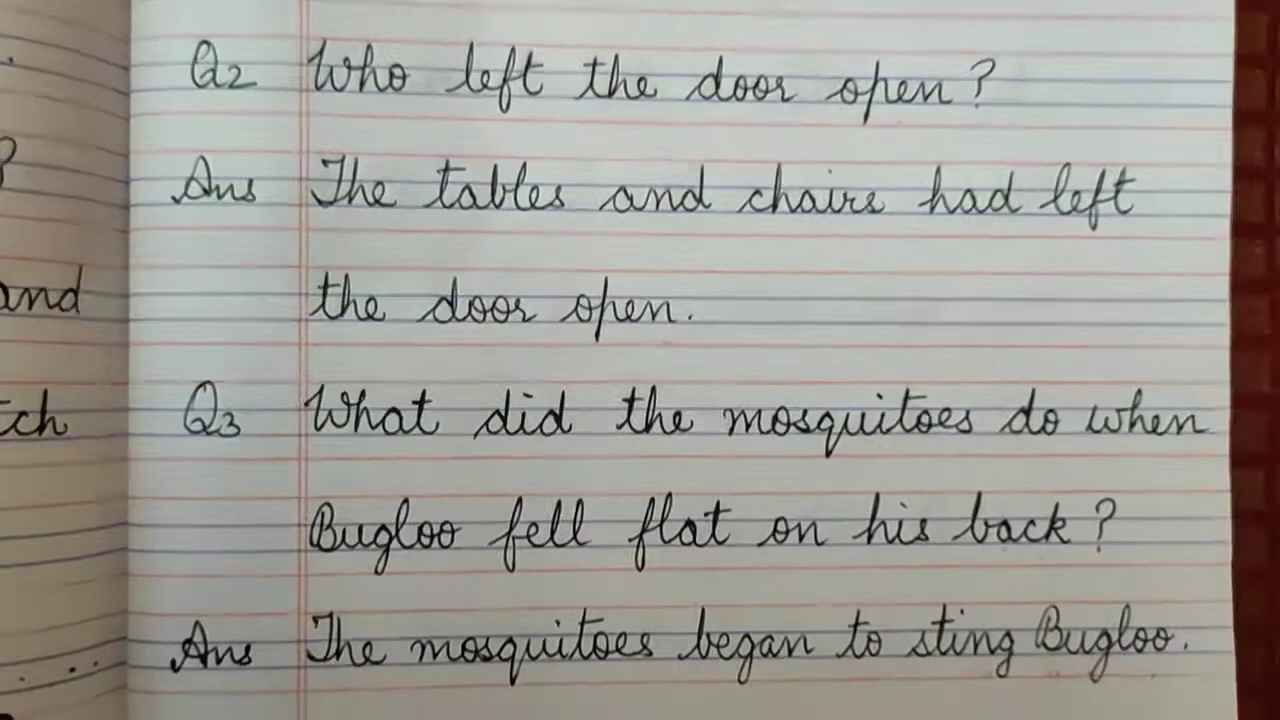 ?
and
tch
Q2 Who left the door open?
Ans The tables and chairs had left
the door open.
Q3 What did the mosquitoes do when
Bugloo fell flat on his back?
Ans The mosquitoes began to sting Bugloo.